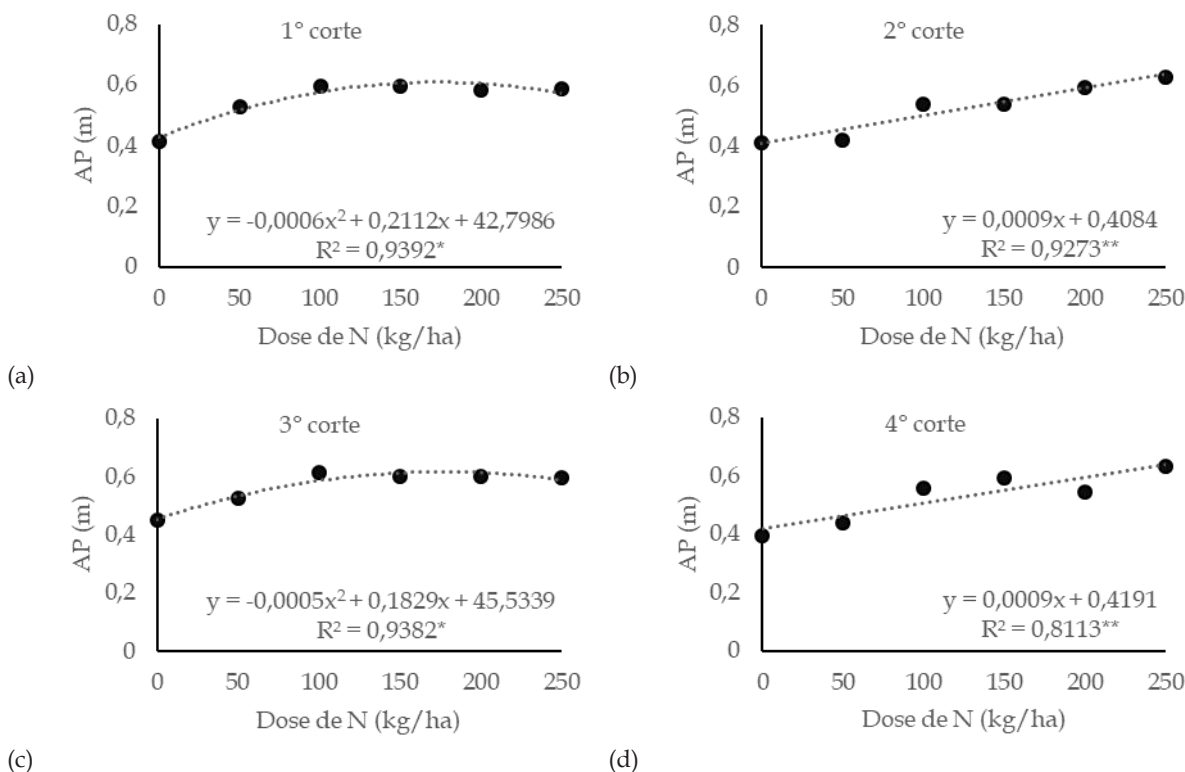 1° corte
0,8
0,6
0,4
0,2
0
AP (m)
y = -0,0006x² + 0,2112x + 42,7986
R² = 0,9392*
0 50 100 150 200 250
Dose de N (kg/ha)
(a)
2° corte
0,8
0,6
0,4
0,2
0
AP (m)
y = 0,0009x + 0,4084
R² = 0,9273**
0 50 100 150 200 250
Dose de N (kg/ha)
(b)
3° corte
0,8
0,6
0,4
0,2
0
AP (m)
y = -0,0005x² + 0,1829x + 45,5339
R² = 0,9382*
0 50 100 150 200 250
Dose de N (kg/ha)
(c)
4° corte
0,8
0,6
0,4
0,2
0
AP (m)
y = 0,0009x + 0,4191
R² = 0,8113**
0 50 100 150 200 250
Dose de N (kg/ha)
(d)